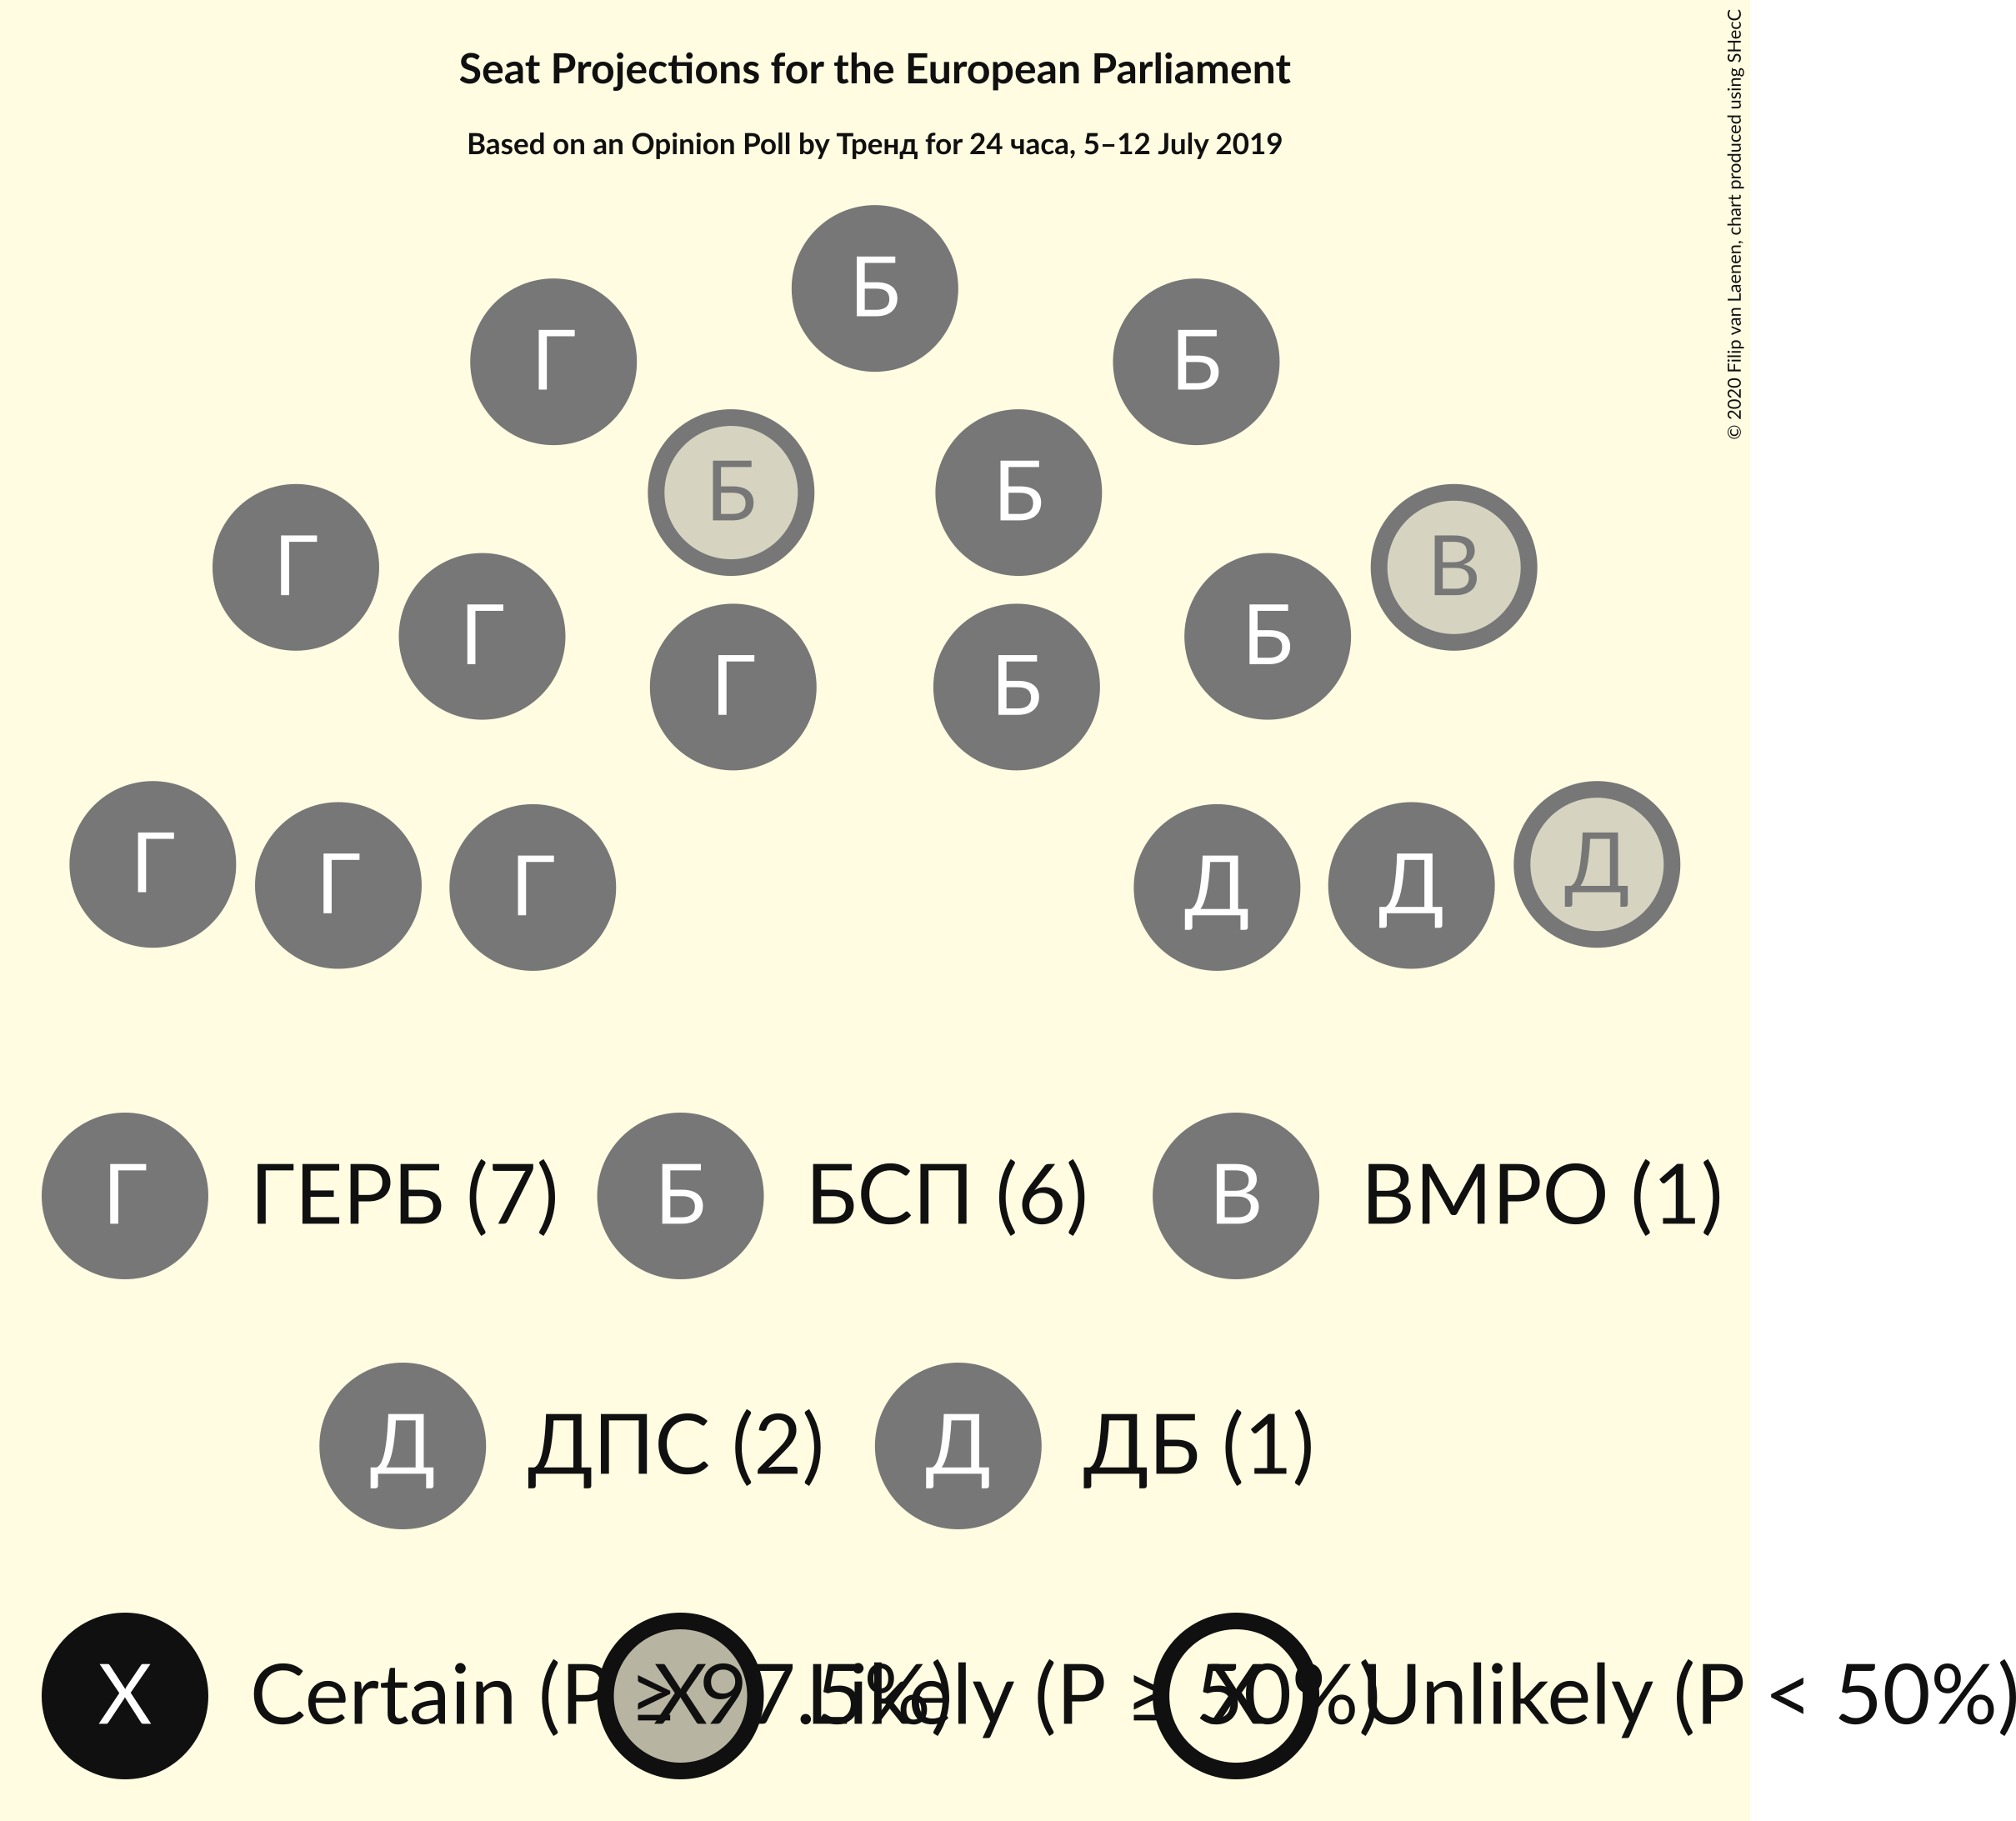 Seat Projections for the European Parliament
Based on an Opinion Poll by Тренд for 24 часа, 5–12 July 2019
© 2020 Filip van Laenen, chart produced using SHecC
Б
Г Б
Б Б
Г В
Г Б
Г Б
Г Д
Г Д
Г Д
Г ГЕРБ (7) Б БСП (6) В ВМРО (1)
Д ДПС (2) Д ДБ (1)
X Certain (P ≥ 97.5%) X Likely (P ≥ 50%) X Unlikely (P < 50%)